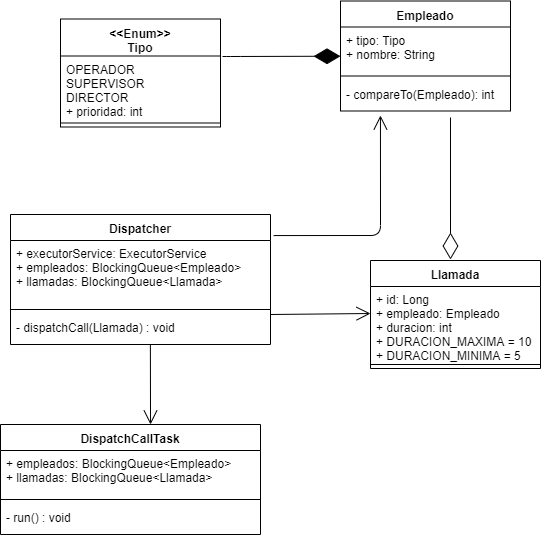 <<Enum>>
Tipo
OPERADOR
SUPERVISOR
DIRECTOR
+ prioridad: int
Empleado
+ tipo: Tipo
+ nombre: String
- compareTo(Empleado): int
Dispatcher
+ executorService: ExecutorService
+ empleados: BlockingQueue<Empleado>
+ llamadas: BlockingQueue<Llamada>
- dispatchCall(Llamada) : void
Llamada
+ id: Long
+ empleado: Empleado
+ duracion: int
+ DURACION_MAXIMA = 10
+ DURACION_MINIMA = 5
DispatchCallTask
+ empleados: BlockingQueue<Empleado>
+ llamadas: BlockingQueue<Llamada>
- run() : void